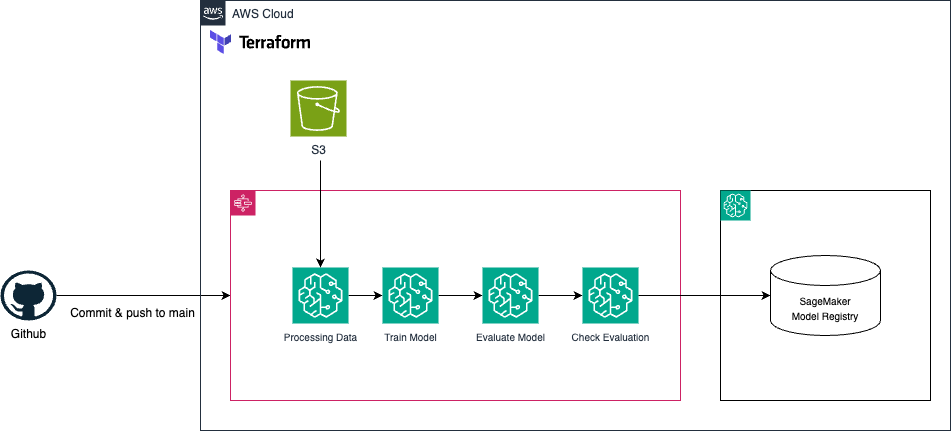 aws
AWS Cloud
Terraform
S3
Github
Commit & push to main
Processing Data
Train Model
Evaluate Model
Check Evaluation
SageMaker
Model Registry